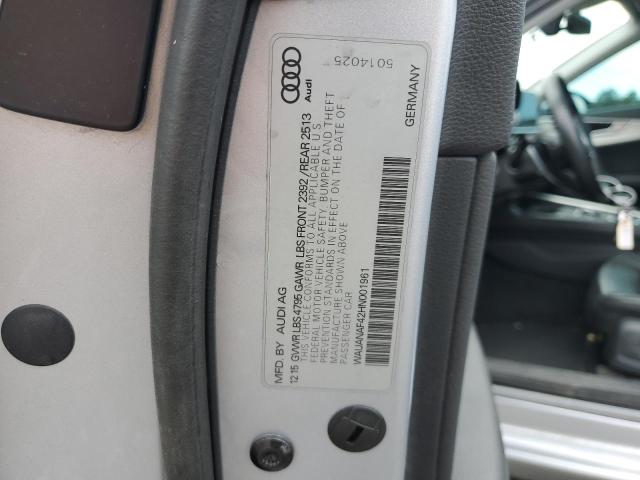 5014025
Audi
GERMANY
MFD. BY AUDI AG
12 15 GVWR LBS 4795 GAWR LBS FRONT 2392 /REAR 2513
THIS VEHICLE CONFORMS TO ALL APPLICABLE U S
FEDERAL MOTOR VEHICLE SAFETY, BUMPER AND THEFT
PREVENTION STANDARDS IN EFFECT ON THE DATE OF
MANUFACTURE SHOWN ABOVE
PASSENGER CAR
WAUANAF42HN001961